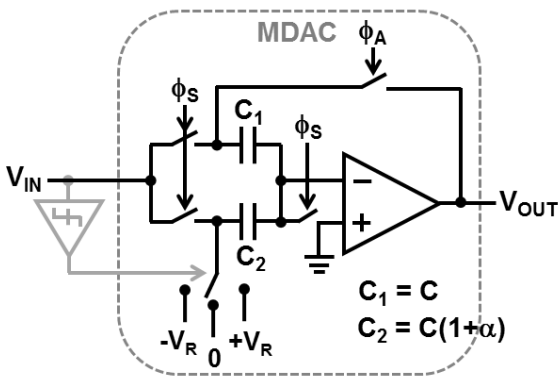 MDAC
ϕA
ϕS
C1
ϕS
VIN
VOUT
C2
C1 = C
C2 = C(1+α)
-VR
0
+VR